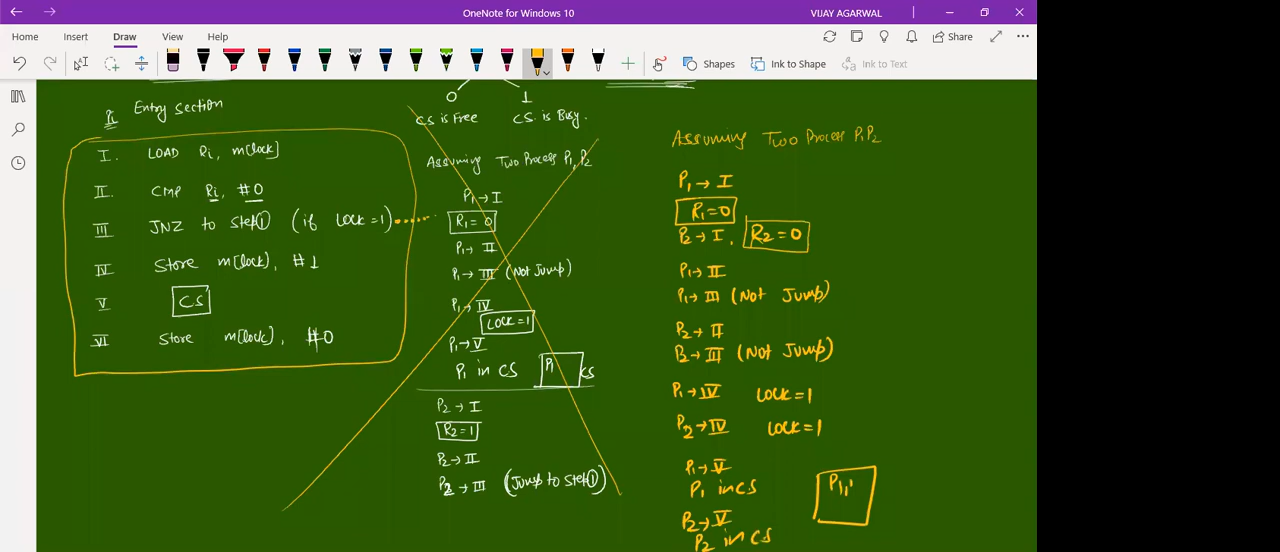 OneNote for Windows 10
VIJAY AGARWAL
Home Insert Draw View Help
Share
Shapes
Ink to Shape
Ink to Text
Pi Entry section
I. LOAD Ri, m[lock]
II. CMP Ri, #0
III JNZ to step① (if Lock=1)
IV Store m[lock], #1
V CS
VI Store m[lock], #0
0 1
CS is Free CS. is Busy.
Assuming Two Process P1, P2
P1 → I
R1 = 0
P1 → II
P1 → III (Not Jump)
P1 → IV
Lock=1
P1 → V
P1 in CS
P1 CS
P2 → I
R2 = 1
P2 → II
P2 → III (Jump to Step①)
Assuming Two Process P1 P2
P1 → I
R1 = 0
P2 → I, R2 = 0
P1 → II
P1 → III (Not Jump)
P2 → II
P2 → III (Not Jump)
P1 → IV Lock=1
P2 → IV Lock=1
P1 → V
P1 in CS
P1,
P2 → V
P2 in CS